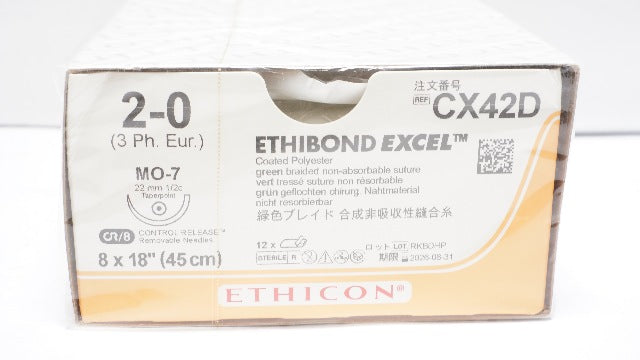 2-0
(3 Ph. Eur.)
MO-7
22 mm 1/2c
Taperpoint
CR/8 CONTROL RELEASE™
Removable Needles
8 x 18" (45 cm)
注文番号
REF CX42D
ETHIBOND EXCEL™
Coated Polyester
green braided non-absorbable suture
vert tressé suture non résorbable
grün geflochten chirurg. Nahtmaterial
nicht resorbierbar
緑色ブレイド 合成非吸収性縫合糸
12 x
STERILE R
ロット LOT
期限 2026-08-31
ETHICON®